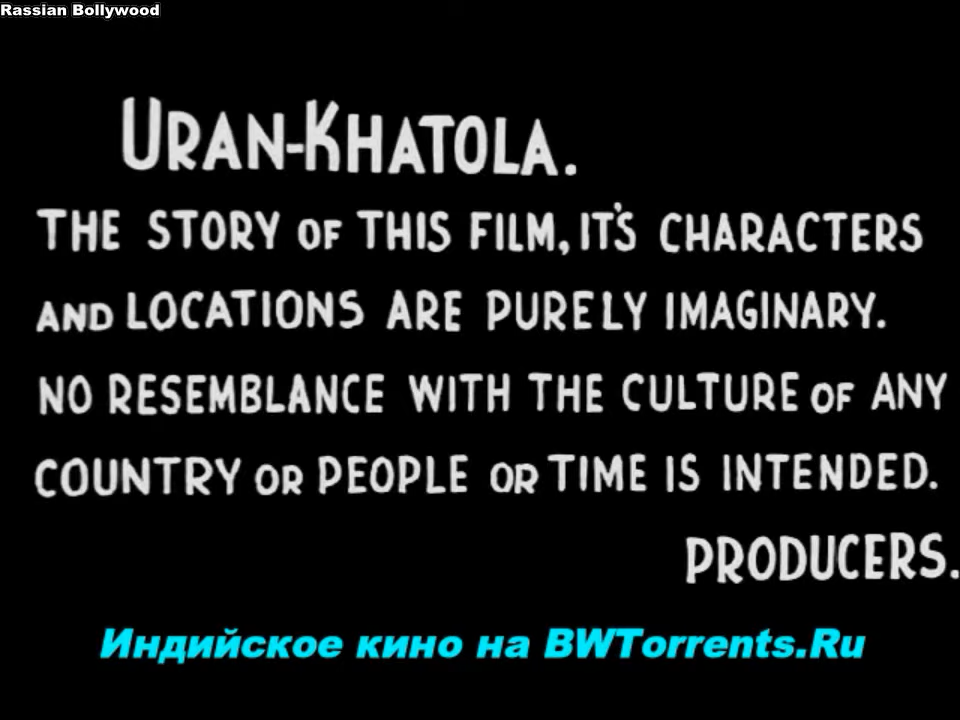 Rassian Bollywood
URAN-KHATOLA.
THE STORY OF THIS FILM, IT'S CHARACTERS
AND LOCATIONS ARE PURELY IMAGINARY.
NO RESEMBLANCE WITH THE CULTURE OF ANY
COUNTRY OR PEOPLE OR TIME IS INTENDED.
PRODUCERS.
Индийское кино на BWTorrents.Ru